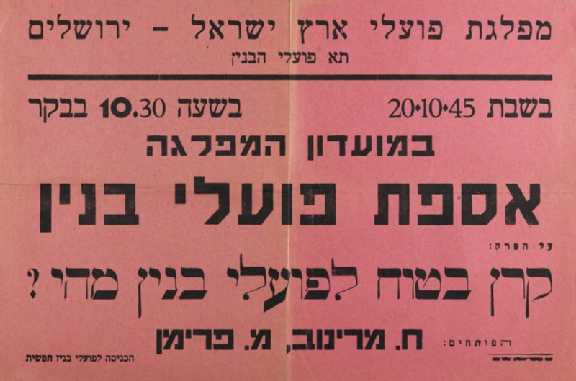 מפלגת פועלי ארץ ישראל - ירושלים
תא פועלי הבנין
בשבת 20•10•45 בשעה 10.30 בבקר
במועדון המפלגה
אספת פועלי בנין
על הפרק:
קרן בטוח לפועלי בנין מהי?
הפותחים: ח. מרינוב, מ. פרימן
הכניסה לפועלי בנין חפשית